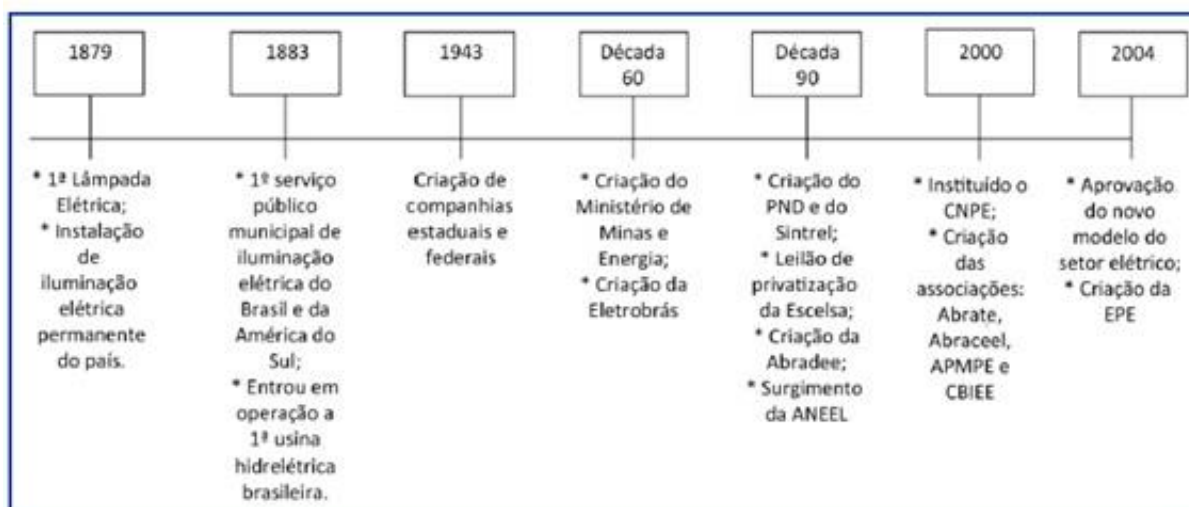 1879
1883
1943
Década
60
Década
90
2000
2004
* 1ª Lâmpada
Elétrica;
* Instalação
de
iluminação
elétrica
permanente
do país.
* 1º serviço
público
municipal de
iluminação
elétrica do
Brasil e da
América do
Sul;
* Entrou em
operação a
1ª usina
hidrelétrica
brasileira.
Criação de
companhias
estaduais e
federais
* Criação do
Ministério de
Minas e
Energia;
* Criação da
Eletrobrás
* Criação do
PND e do
Sintrel;
* Leilão de
privatização
da Escelsa;
* Criação da
Abradee;
* Surgimento
da ANEEL
* Instituído o
CNPE;
* Criação
das
associações:
Abrate,
Abraceel,
APMPE e
CBIEE
* Aprovação
do novo
modelo do
setor elétrico;
* Criação da
EPE